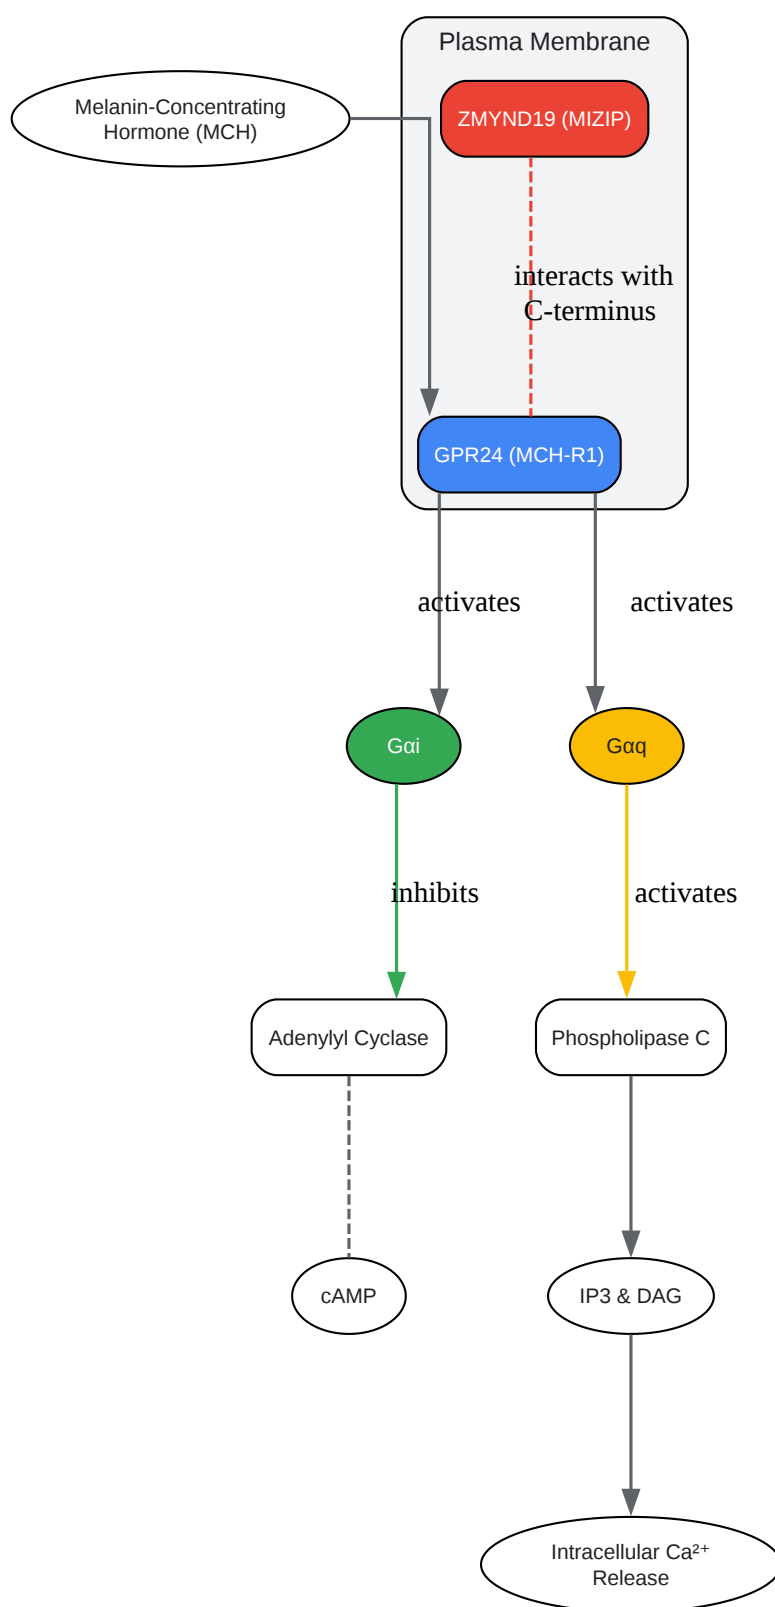 Plasma Membrane
Melanin-Concentrating
Hormone (MCH)
ZMYND19 (MIZIP)
interacts with
C-terminus
GPR24 (MCH-R1)
activates
activates
Gαi
Gαq
inhibits
activates
Adenylyl Cyclase
Phospholipase C
cAMP
IP3 & DAG
Intracellular Ca²⁺
Release